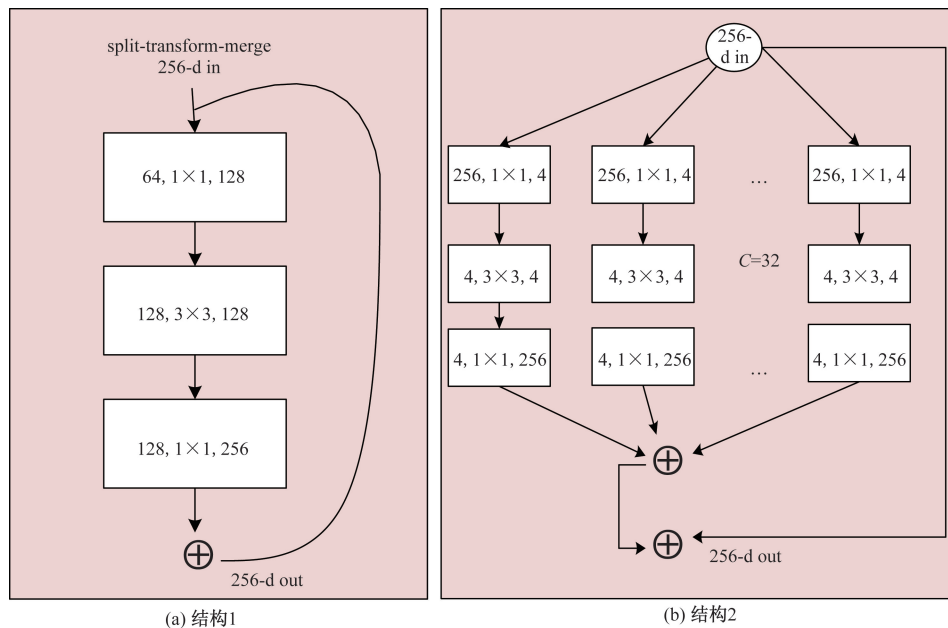 split-transform-merge
256-d in
64, 1×1, 128
128, 3×3, 128
128, 1×1, 256
256-d out
(a) 结构1
256-
d in
256, 1×1, 4
256, 1×1, 4
...
256, 1×1, 4
4, 3×3, 4
4, 3×3, 4
C=32
4, 3×3, 4
4, 1×1, 256
4, 1×1, 256
...
4, 1×1, 256
256-d out
(b) 结构2